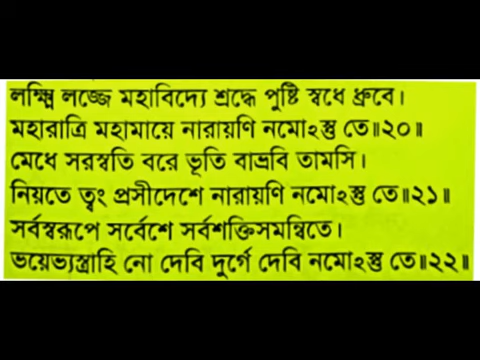 লক্ষ্মি লজ্জে মহাবিদ্যে শ্রদ্ধে পুষ্টি স্বধে ধ্রুবে।
মহারাত্রি মহামায়ে নারায়ণি নমোঽস্তু তে॥২০॥
মেধে সরস্বতি বরে ভূতি বাভ্রবি তামসি।
নিয়তে ত্বং প্রসীদেশে নারায়ণি নমোঽস্তু তে॥২১॥
সর্বস্বরূপে সর্বেশে সর্বশক্তিসমন্বিতে।
ভয়েভ্যস্ত্রাহি নো দেবি দুর্গে দেবি নমোঽস্তু তে॥২২॥